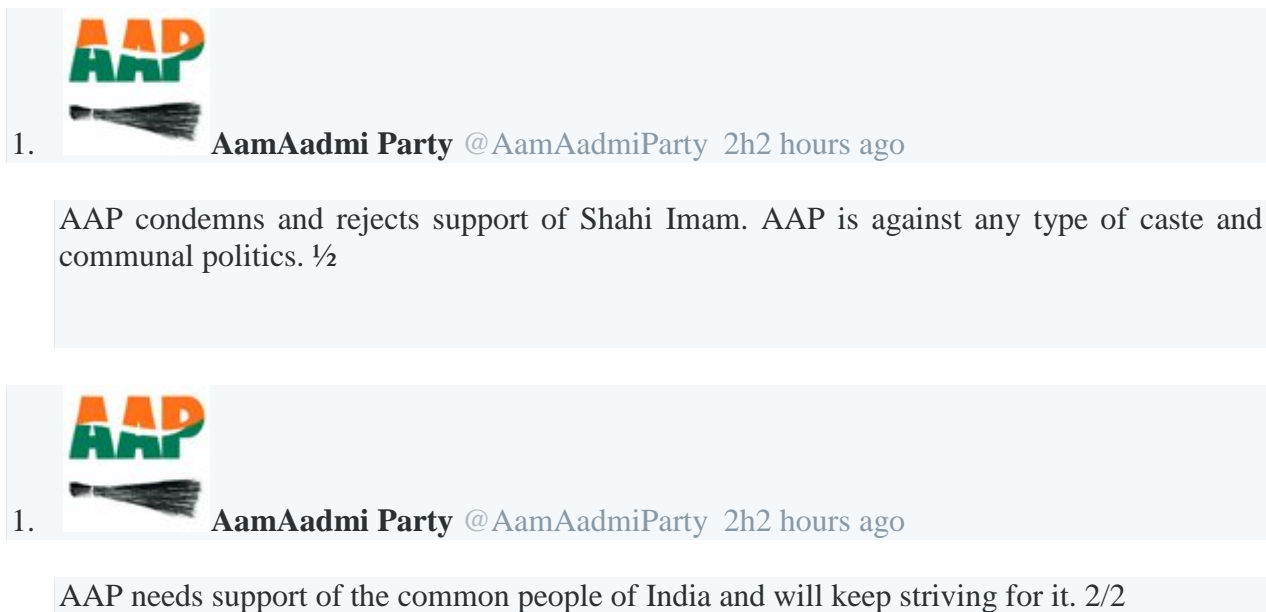 AAP
1. AamAadmi Party @AamAadmiParty 2h2 hours ago
AAP condemns and rejects support of Shahi Imam. AAP is against any type of caste and
communal politics. ½
AAP
1. AamAadmi Party @AamAadmiParty 2h2 hours ago
AAP needs support of the common people of India and will keep striving for it. 2/2